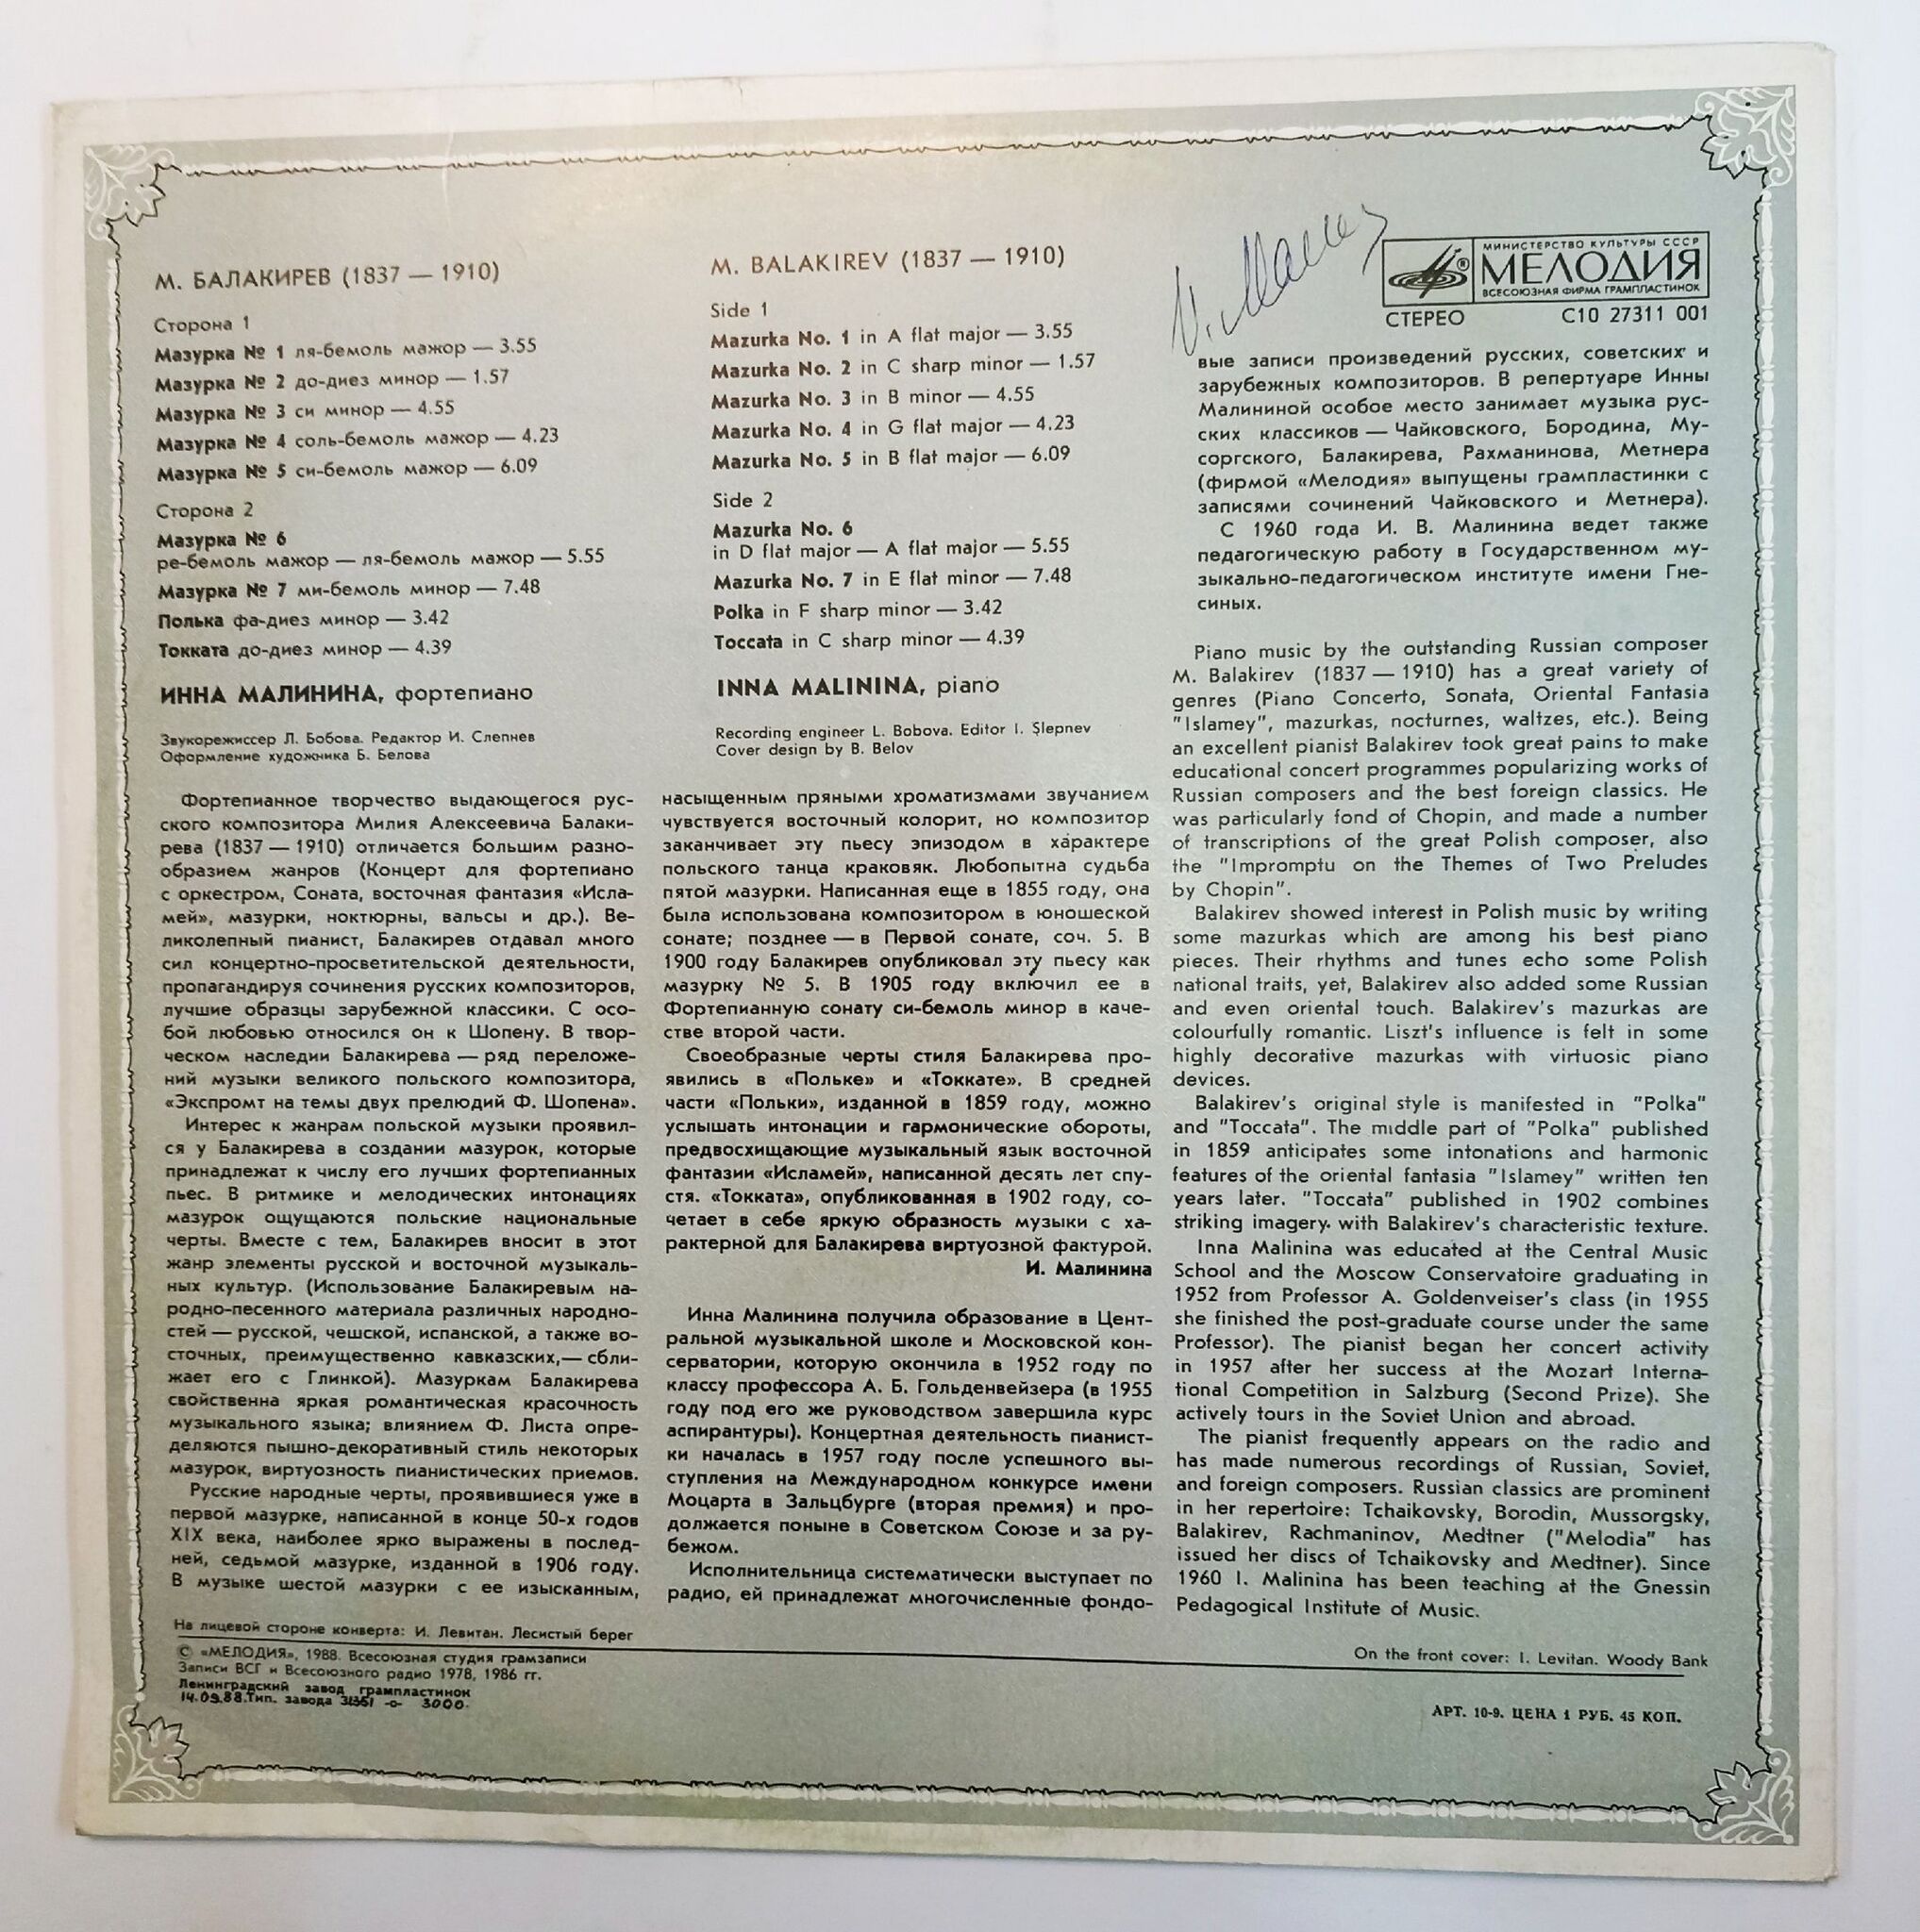 М. БАЛАКИРЕВ (1837 — 1910)
Сторона 1
Мазурка № 1 ля-бемоль мажор — 3.55
Мазурка № 2 до-диез минор — 1.57
Мазурка № 3 си минор — 4.55
Мазурка № 4 соль-бемоль мажор — 4.23
Мазурка № 5 си-бемоль мажор — 6.09
Сторона 2
Мазурка № 6
ре-бемоль мажор — ля-бемоль мажор — 5.55
Мазурка № 7 ми-бемоль минор — 7.48
Полька фа-диез минор — 3.42
Токката до-диез минор — 4.39
ИННА МАЛИНИНА, фортепиано
Звукорежиссер Л. Бобова. Редактор И. Слепнев
Оформление художника Б. Белова
M. BALAKIREV (1837 — 1910)
Side 1
Mazurka No. 1 in A flat major — 3.55
Mazurka No. 2 in C sharp minor — 1.57
Mazurka No. 3 in B minor — 4.55
Mazurka No. 4 in G flat major — 4.23
Mazurka No. 5 in B flat major — 6.09
Side 2
Mazurka No. 6
in D flat major — A flat major — 5.55
Mazurka No. 7 in E flat minor — 7.48
Polka in F sharp minor — 3.42
Toccata in C sharp minor — 4.39
INNA MALININA, piano
Recording engineer L. Bobova. Editor I. Slepnev
Cover design by B. Belov
МИНИСТЕРСТВО КУЛЬТУРЫ СССР
МЕЛОДИЯ
ВСЕСОЮЗНАЯ ФИРМА ГРАМПЛАСТИНОК
СТЕРЕО С10 27311 001
Фортепианное творчество выдающегося рус-
ского композитора Милия Алексеевича Балаки-
рева (1837 — 1910) отличается большим разно-
образием жанров (Концерт для фортепиано
с оркестром, Соната, восточная фантазия «Исла-
мей», мазурки, ноктюрны, вальсы и др.). Ве-
ликолепный пианист, Балакирев отдавал много
сил концертно-просветительской деятельности,
пропагандируя сочинения русских композиторов,
лучшие образцы зарубежной классики. С осо-
бой любовью относился он к Шопену. В твор-
ческом наследии Балакирева — ряд переложе-
ний музыки великого польского композитора,
«Экспромт на темы двух прелюдий Ф. Шопена».
Интерес к жанрам польской музыки проявил-
ся у Балакирева в создании мазурок, которые
принадлежат к числу его лучших фортепианных
пьес. В ритмике и мелодических интонациях
мазурок ощущаются польские национальные
черты. Вместе с тем, Балакирев вносит в этот
жанр элементы русской и восточной музыкаль-
ных культур. (Использование Балакиревым на-
родно-песенного материала различных народно-
стей — русской, чешской, испанской, а также во-
сточных, преимущественно кавказских,— сбли-
жает его с Глинкой). Мазуркам Балакирева
свойственна яркая романтическая красочность
музыкального языка; влиянием Ф. Листа опре-
деляются пышно-декоративный стиль некоторых
мазурок, виртуозность пианистических приемов.
Русские народные черты, проявившиеся уже в
первой мазурке, написанной в конце 50-х годов
XIX века, наиболее ярко выражены в послед-
ней, седьмой мазурке, изданной в 1906 году.
В музыке шестой мазурки с ее изысканным,
насыщенным пряными хроматизмами звучанием
чувствуется восточный колорит, но композитор
заканчивает эту пьесу эпизодом в характере
польского танца краковяк. Любопытна судьба
пятой мазурки. Написанная еще в 1855 году, она
была использована композитором в юношеской
сонате; позднее — в Первой сонате, соч. 5. В
1900 году Балакирев опубликовал эту пьесу как
мазурку № 5. В 1905 году включил ее в
Фортепианную сонату си-бемоль минор в каче-
стве второй части.
Своеобразные черты стиля Балакирева про-
явились в «Польке» и «Токкате». В средней
части «Польки», изданной в 1859 году, можно
услышать интонации и гармонические обороты,
предвосхищающие музыкальный язык восточной
фантазии «Исламей», написанной десять лет спу-
стя. «Токката», опубликованная в 1902 году, со-
четает в себе яркую образность музыки с ха-
рактерной для Балакирева виртуозной фактурой.
И. Малинина
Инна Малинина получила образование в Цент-
ральной музыкальной школе и Московской кон-
серватории, которую окончила в 1952 году по
классу профессора А. Б. Гольденвейзера (в 1955
году под его же руководством завершила курс
аспирантуры). Концертная деятельность пианист-
ки началась в 1957 году после успешного вы-
ступления на Международном конкурсе имени
Моцарта в Зальцбурге (вторая премия) и про-
должается поныне в Советском Союзе и за ру-
бежом.
Исполнительница систематически выступает по
радио, ей принадлежат многочисленные фондо-
вые записи произведений русских, советских и
зарубежных композиторов. В репертуаре Инны
Малининой особое место занимает музыка рус-
ских классиков — Чайковского, Бородина, Му-
соргского, Балакирева, Рахманинова, Метнера
(фирмой «Мелодия» выпущены грампластинки с
записями сочинений Чайковского и Метнера).
С 1960 года И. В. Малинина ведет также
педагогическую работу в Государственном му-
зыкально-педагогическом институте имени Гне-
синых.
Piano music by the outstanding Russian composer
M. Balakirev (1837 — 1910) has a great variety of
genres (Piano Concerto, Sonata, Oriental Fantasia
"Islamey", mazurkas, nocturnes, waltzes, etc.). Being
an excellent pianist Balakirev took great pains to make
educational concert programmes popularizing works of
Russian composers and the best foreign classics. He
was particularly fond of Chopin, and made a number
of transcriptions of the great Polish composer, also
the "Impromptu on the Themes of Two Preludes
by Chopin".
Balakirev showed interest in Polish music by writing
some mazurkas which are among his best piano
pieces. Their rhythms and tunes echo some Polish
national traits, yet, Balakirev also added some Russian
and even oriental touch. Balakirev's mazurkas are
colourfully romantic. Liszt's influence is felt in some
highly decorative mazurkas with virtuosic piano
devices.
Balakirev's original style is manifested in "Polka"
and "Toccata". The middle part of "Polka" published
in 1859 anticipates some intonations and harmonic
features of the oriental fantasia "Islamey" written ten
years later. "Toccata" published in 1902 combines
striking imagery with Balakirev's characteristic texture.
Inna Malinina was educated at the Central Music
School and the Moscow Conservatoire graduating in
1952 from Professor A. Goldenveiser's class (in 1955
she finished the post-graduate course under the same
Professor). The pianist began her concert activity
in 1957 after her success at the Mozart Interna-
tional Competition in Salzburg (Second Prize). She
actively tours in the Soviet Union and abroad.
The pianist frequently appears on the radio and
has made numerous recordings of Russian, Soviet,
and foreign composers. Russian classics are prominent
in her repertoire: Tchaikovsky, Borodin, Mussorgsky,
Balakirev, Rachmaninov, Medtner ("Melodia" has
issued her discs of Tchaikovsky and Medtner). Since
1960 I. Malinina has been teaching at the Gnessin
Pedagogical Institute of Music.
На лицевой стороне конверта: И. Левитан. Лесистый берег
On the front cover: I. Levitan. Woody Bank
© «МЕЛОДИЯ», 1988. Всесоюзная студия грамзаписи
Записи ВСГ и Всесоюзного радио 1978, 1986 гг.
Ленинградский завод грампластинок
14.09.88. Тип. завода -0- 3000
АРТ. 10-9. ЦЕНА 1 РУБ. 45 КОП.